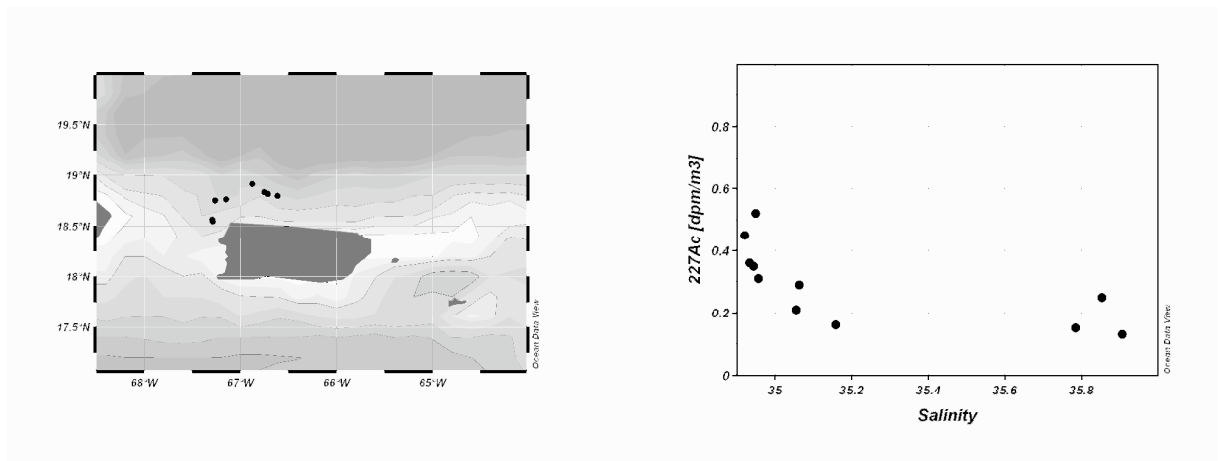 19.5°N
19°N
18.5°N
18°N
17.5°N
68°W
67°W
66°W
65°W
Ocean Data View
227Ac [dpm/m3]
0.8
0.6
0.4
0.2
0
35
35.2
35.4
35.6
35.8
Salinity
Ocean Data View